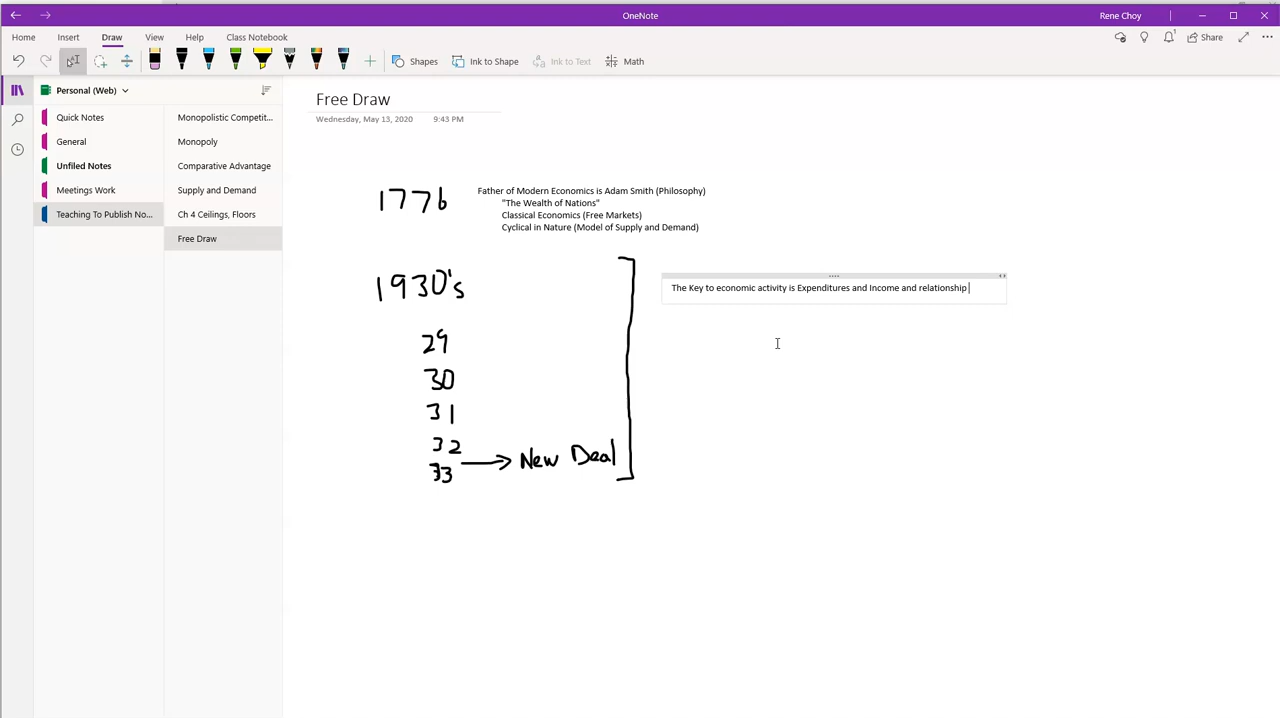 OneNote
Rene Choy
Home
Insert
Draw
View
Help
Class Notebook
Share
Shapes
Ink to Shape
Ink to Text
Math
Personal (Web)
Quick Notes
General
Unfiled Notes
Meetings Work
Teaching To Publish No...
Monopolistic Competit...
Monopoly
Comparative Advantage
Supply and Demand
Ch 4 Ceilings, Floors
Free Draw
Free Draw
Wednesday, May 13, 2020 9:43 PM
1776
Father of Modern Economics is Adam Smith (Philosophy)
"The Wealth of Nations"
Classical Economics (Free Markets)
Cyclical in Nature (Model of Supply and Demand)
1930's
The Key to economic activity is Expenditures and Income and relationship
29
30
31
32
33 → New Deal